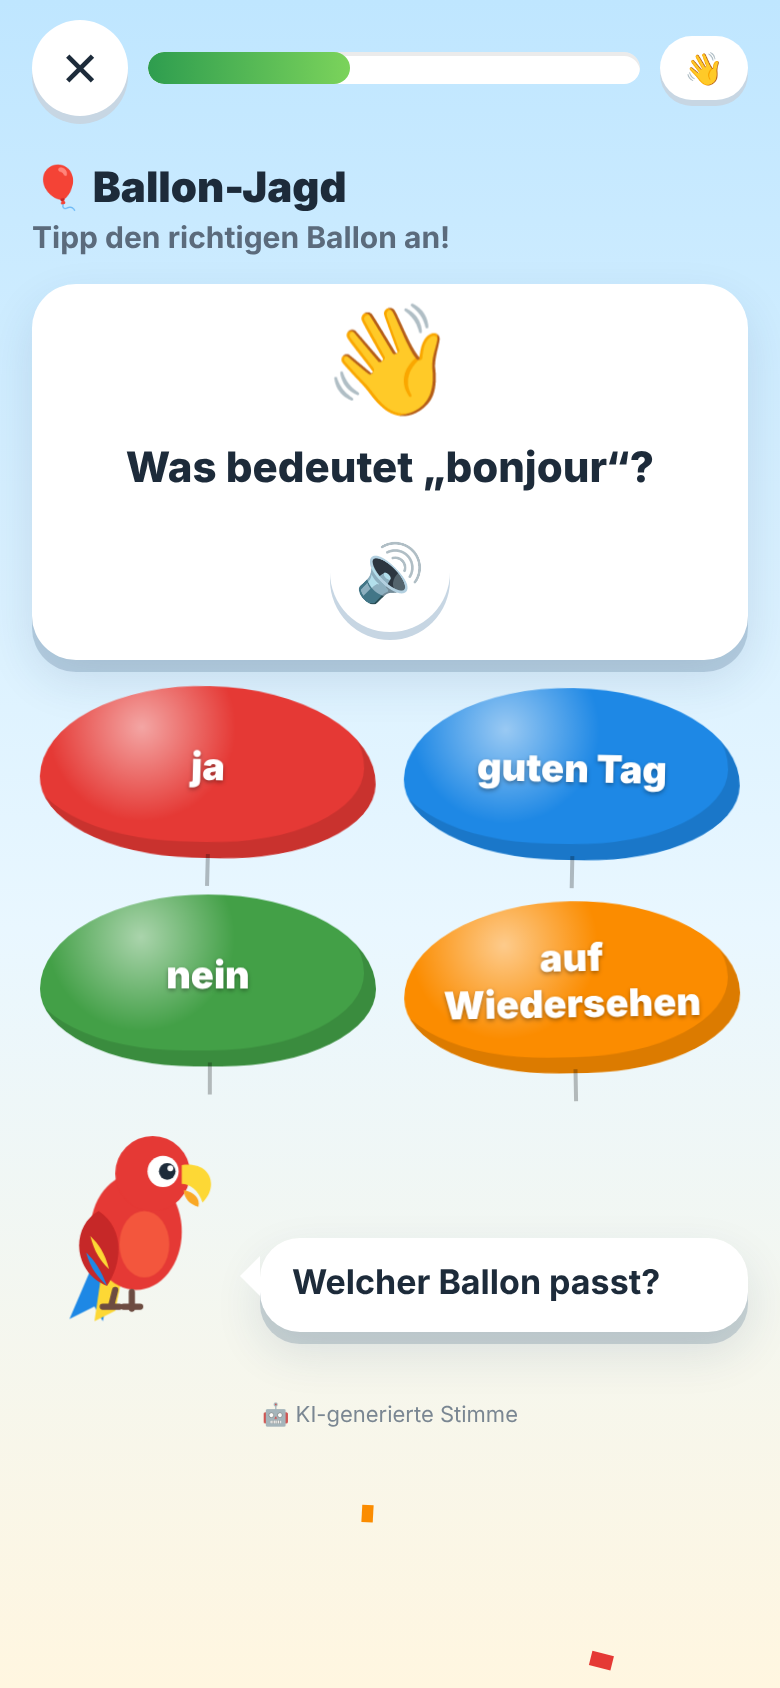 Ballon-Jagd
Tipp den richtigen Ballon an!
Was bedeutet „bonjour“?
ja
guten Tag
nein
auf
Wiedersehen
Welcher Ballon passt?
KI-generierte Stimme